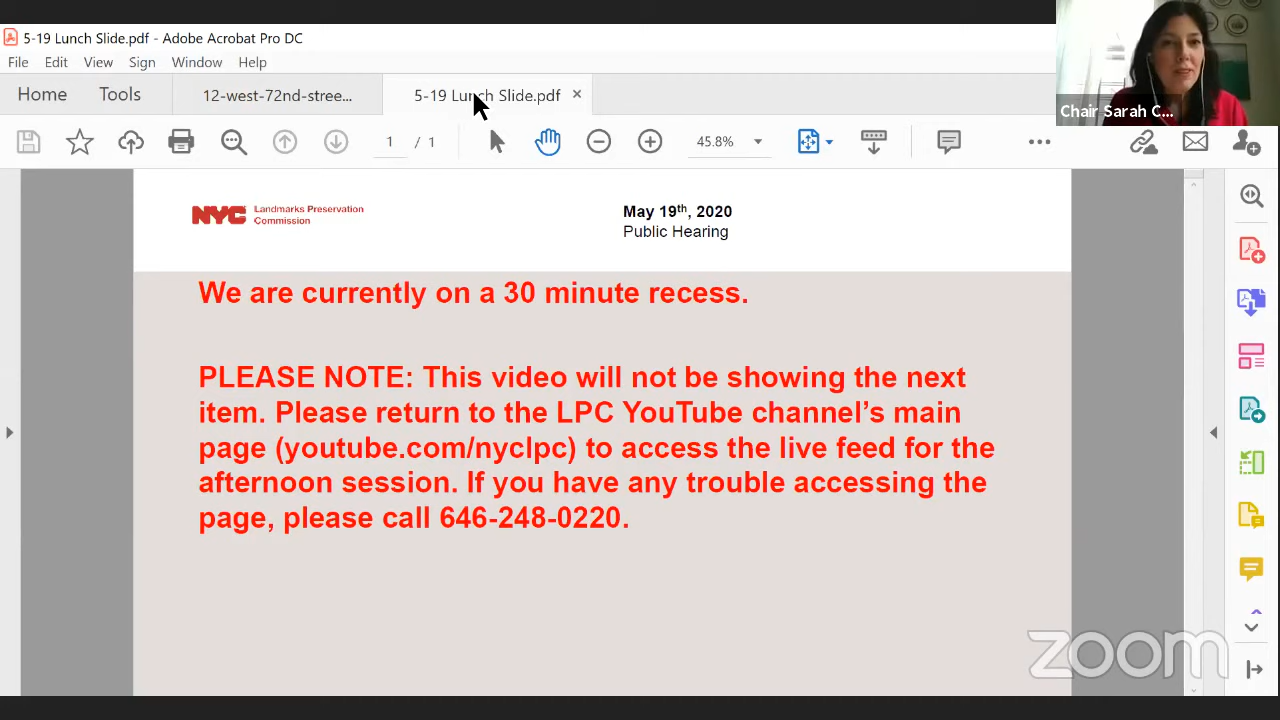 5-19 Lunch Slide.pdf - Adobe Acrobat Pro DC
File Edit View Sign Window Help
Home Tools 12-west-72nd-stree... 5-19 Lunch Slide.pdf
1 / 1 45.8%
Chair Sarah C...
NYC Landmarks Preservation
Commission
May 19th, 2020
Public Hearing
We are currently on a 30 minute recess.
PLEASE NOTE: This video will not be showing the next
item. Please return to the LPC YouTube channel’s main
page (youtube.com/nyclpc) to access the live feed for the
afternoon session. If you have any trouble accessing the
page, please call 646-248-0220.
zoom